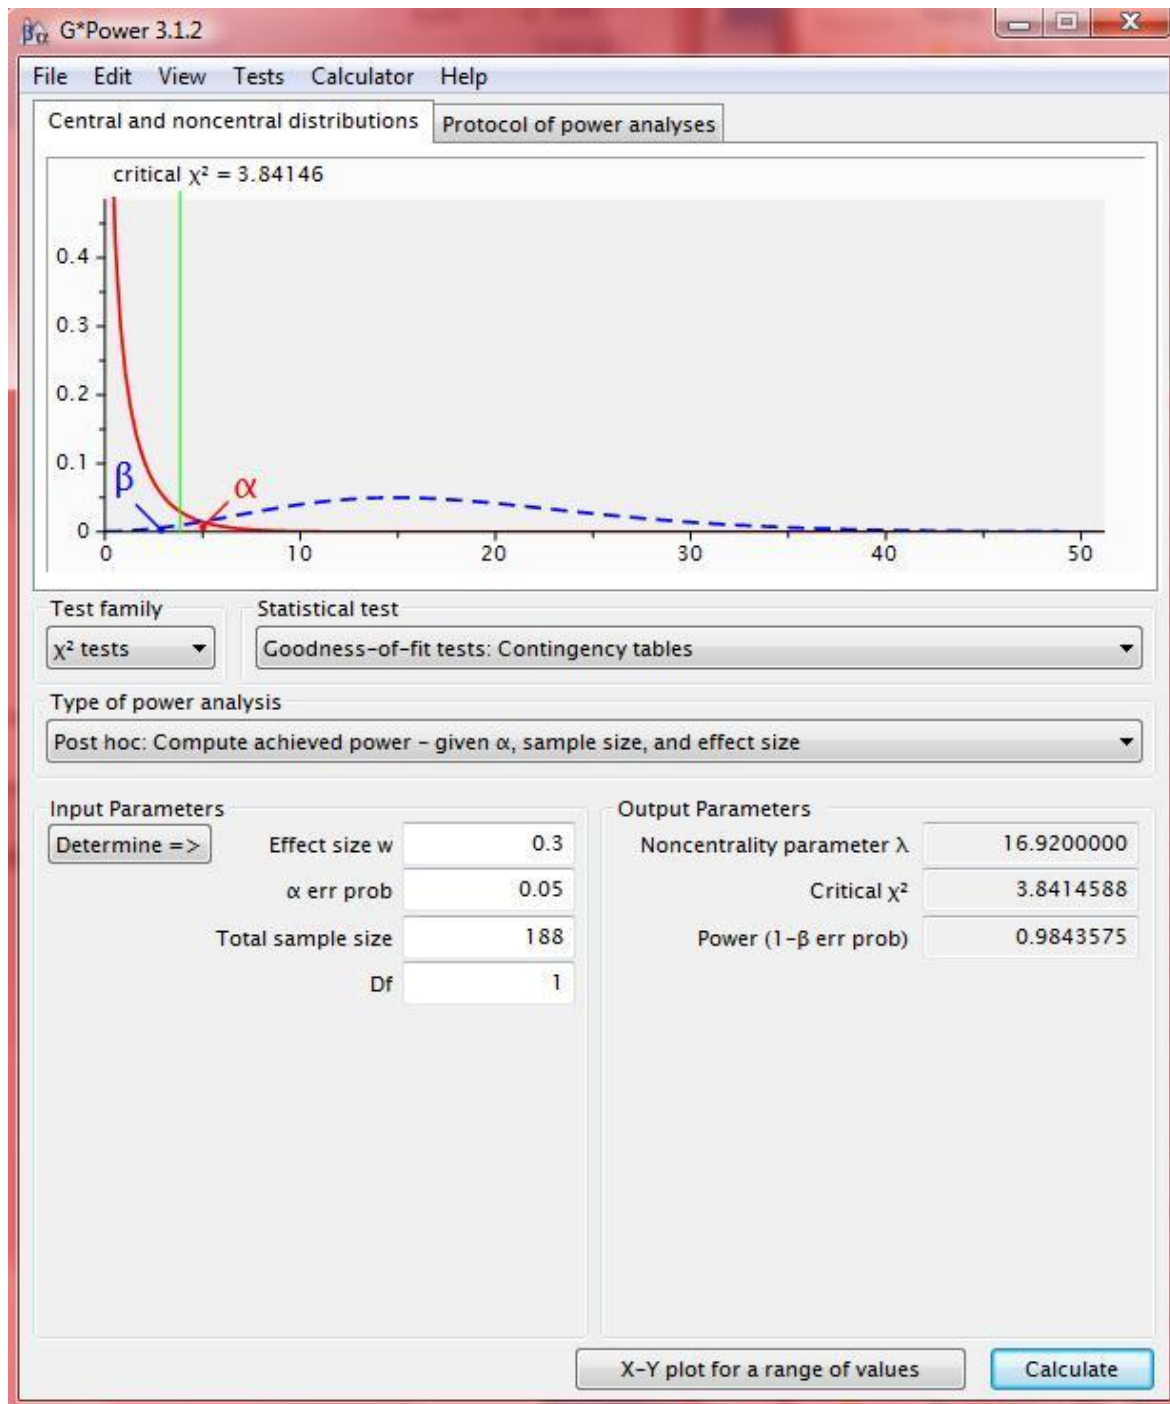 βα G*Power 3.1.2
File Edit View Tests Calculator Help
Central and noncentral distributions Protocol of power analyses
critical χ² = 3.84146
0.4
0.3
0.2
0.1
0
β
α
0 10 20 30 40 50
Test family Statistical test
χ² tests Goodness-of-fit tests: Contingency tables
Type of power analysis
Post hoc: Compute achieved power - given α, sample size, and effect size
Input Parameters Output Parameters
Determine => Effect size w 0.3 Noncentrality parameter λ 16.9200000
α err prob 0.05 Critical χ² 3.8414588
Total sample size 188 Power (1-β err prob) 0.9843575
Df 1
X-Y plot for a range of values Calculate